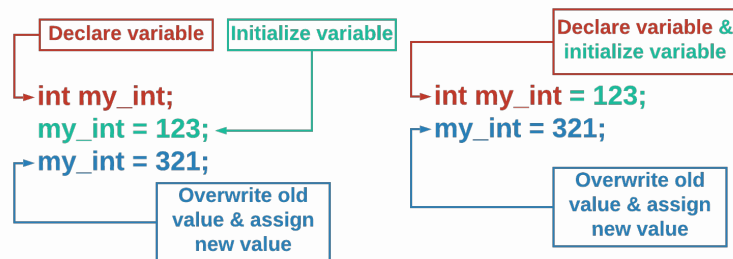 Declare variable
Initialize variable
int my_int;
my_int = 123;
my_int = 321;
Overwrite old
value & assign
new value
Declare variable &
initialize variable
int my_int = 123;
my_int = 321;
Overwrite old
value & assign
new value